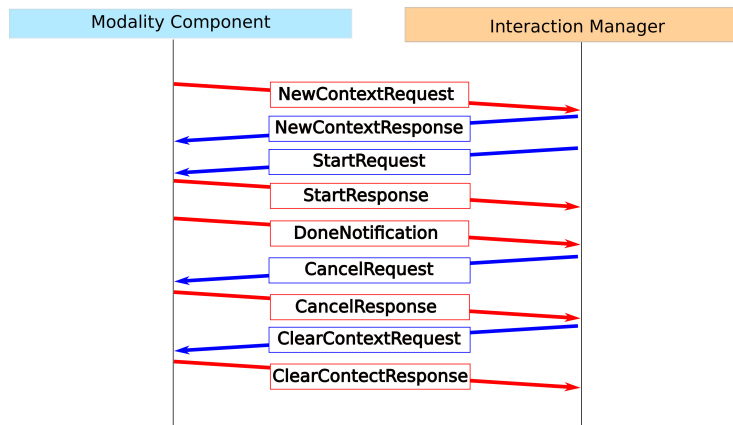 Modality Component
Interaction Manager
NewContextRequest
NewContextResponse
StartRequest
StartResponse
DoneNotification
CancelRequest
CancelResponse
ClearContextRequest
ClearContectResponse